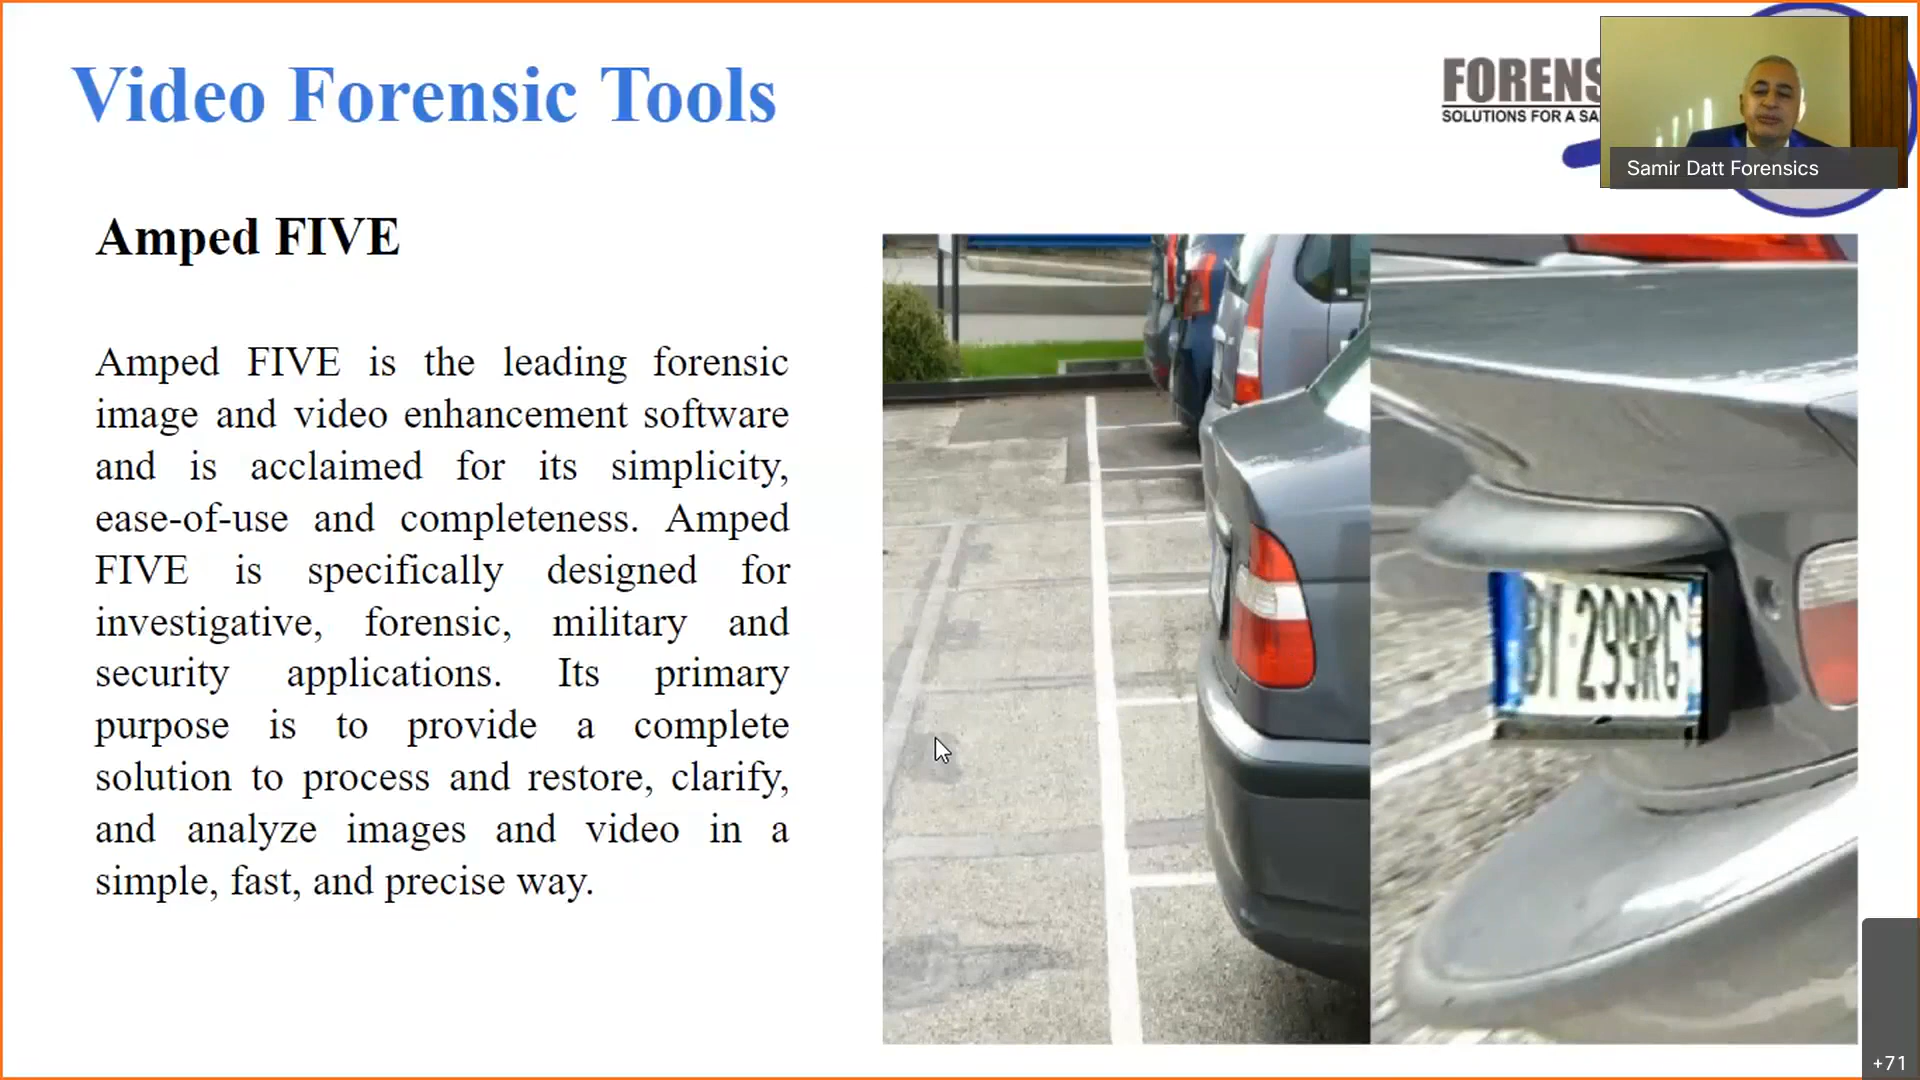 Video Forensic Tools
FORENS
SOLUTIONS FOR A SA
Samir Datt Forensics
Amped FIVE
Amped FIVE is the leading forensic
image and video enhancement software
and is acclaimed for its simplicity,
ease-of-use and completeness. Amped
FIVE is specifically designed for
investigative, forensic, military and
security applications. Its primary
purpose is to provide a complete
solution to process and restore, clarify,
and analyze images and video in a
simple, fast, and precise way.
299RG
+71